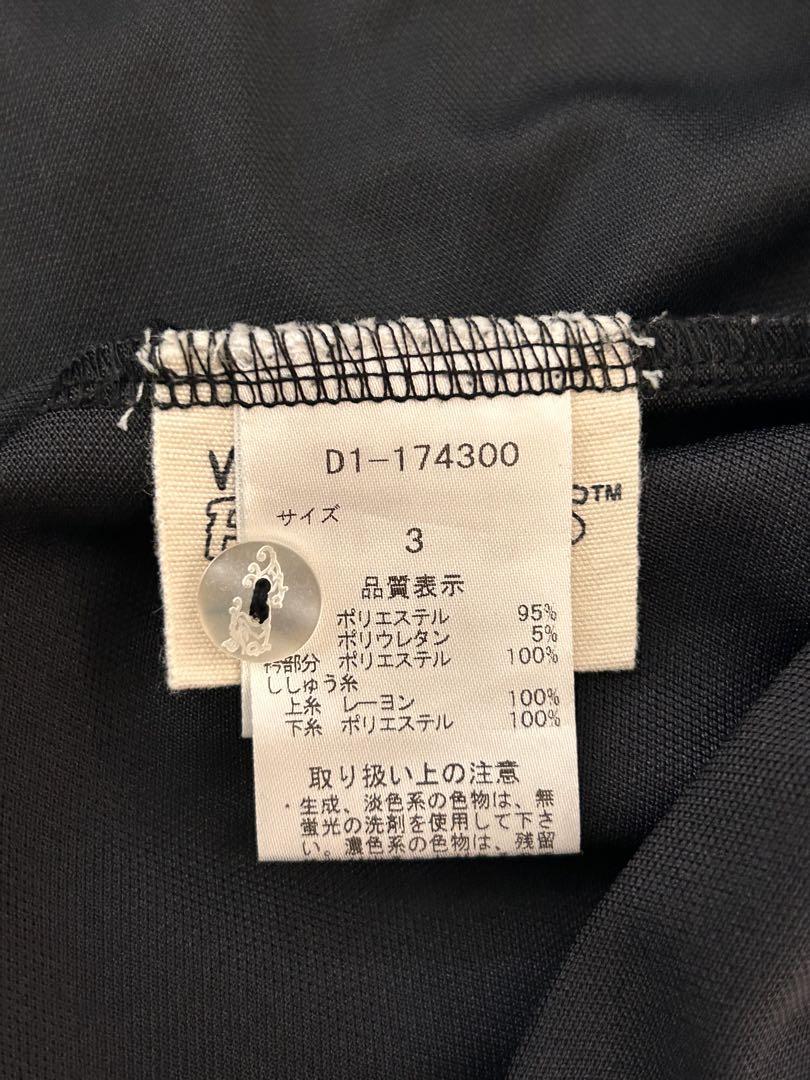 D1-174300
サイズ
3
品質表示
ポリエステル 95%
ポリウレタン 5%
衿部分 ポリエステル 100%
ししゅう糸
上糸 レーヨン 100%
下糸 ポリエステル 100%
取り扱い上の注意
・生成、淡色系の色物は、無
蛍光の洗剤を使用して下さ
い。濃色系の色物は、残留